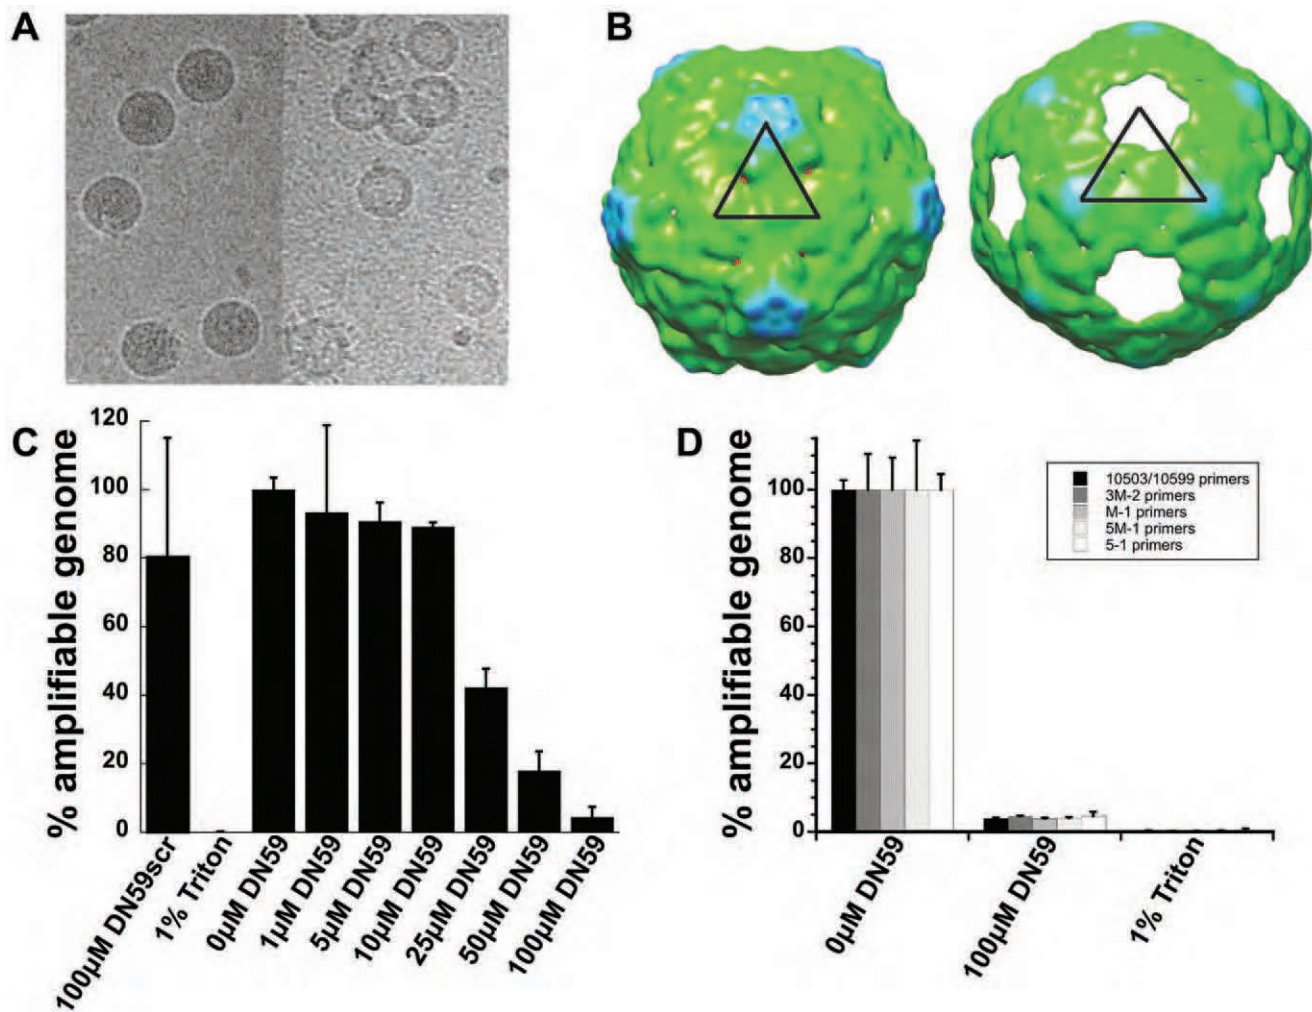 A
B
C
% amplifiable genome
120
100
80
60
40
20
0
100μM DN59scr
1% Triton
0μM DN59
1μM DN59
5μM DN59
10μM DN59
25μM DN59
50μM DN59
100μM DN59
D
% amplifiable genome
100
80
60
40
20
0
10503/10599 primers
3M-2 primers
M-1 primers
5M-1 primers
5-1 primers
0μM DN59
100μM DN59
1% Triton